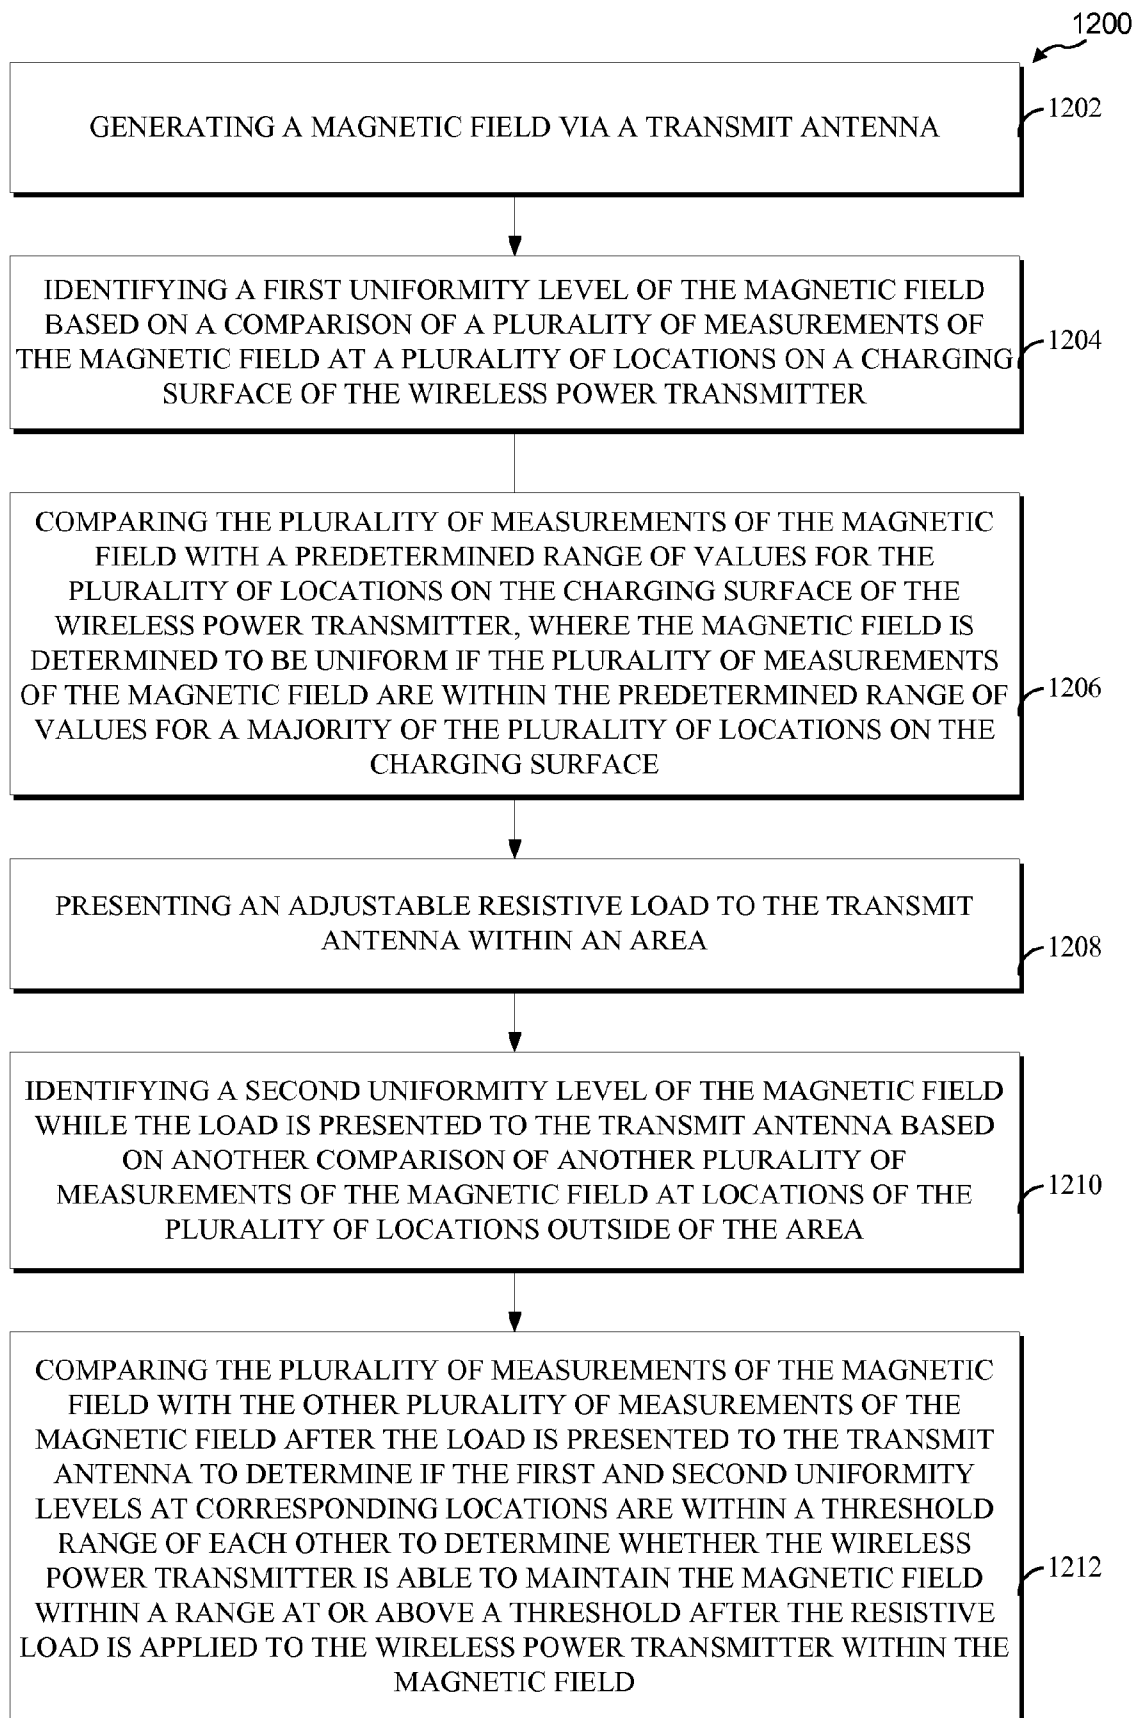 1200
GENERATING A MAGNETIC FIELD VIA A TRANSMIT ANTENNA
1202
IDENTIFYING A FIRST UNIFORMITY LEVEL OF THE MAGNETIC FIELD
BASED ON A COMPARISON OF A PLURALITY OF MEASUREMENTS OF
THE MAGNETIC FIELD AT A PLURALITY OF LOCATIONS ON A CHARGING
SURFACE OF THE WIRELESS POWER TRANSMITTER
1204
COMPARING THE PLURALITY OF MEASUREMENTS OF THE MAGNETIC
FIELD WITH A PREDETERMINED RANGE OF VALUES FOR THE
PLURALITY OF LOCATIONS ON THE CHARGING SURFACE OF THE
WIRELESS POWER TRANSMITTER, WHERE THE MAGNETIC FIELD IS
DETERMINED TO BE UNIFORM IF THE PLURALITY OF MEASUREMENTS
OF THE MAGNETIC FIELD ARE WITHIN THE PREDETERMINED RANGE OF
VALUES FOR A MAJORITY OF THE PLURALITY OF LOCATIONS ON THE
CHARGING SURFACE
1206
PRESENTING AN ADJUSTABLE RESISTIVE LOAD TO THE TRANSMIT
ANTENNA WITHIN AN AREA
1208
IDENTIFYING A SECOND UNIFORMITY LEVEL OF THE MAGNETIC FIELD
WHILE THE LOAD IS PRESENTED TO THE TRANSMIT ANTENNA BASED
ON ANOTHER COMPARISON OF ANOTHER PLURALITY OF
MEASUREMENTS OF THE MAGNETIC FIELD AT LOCATIONS OF THE
PLURALITY OF LOCATIONS OUTSIDE OF THE AREA
1210
COMPARING THE PLURALITY OF MEASUREMENTS OF THE MAGNETIC
FIELD WITH THE OTHER PLURALITY OF MEASUREMENTS OF THE
MAGNETIC FIELD AFTER THE LOAD IS PRESENTED TO THE TRANSMIT
ANTENNA TO DETERMINE IF THE FIRST AND SECOND UNIFORMITY
LEVELS AT CORRESPONDING LOCATIONS ARE WITHIN A THRESHOLD
RANGE OF EACH OTHER TO DETERMINE WHETHER THE WIRELESS
POWER TRANSMITTER IS ABLE TO MAINTAIN THE MAGNETIC FIELD
WITHIN A RANGE AT OR ABOVE A THRESHOLD AFTER THE RESISTIVE
LOAD IS APPLIED TO THE WIRELESS POWER TRANSMITTER WITHIN THE
MAGNETIC FIELD
1212